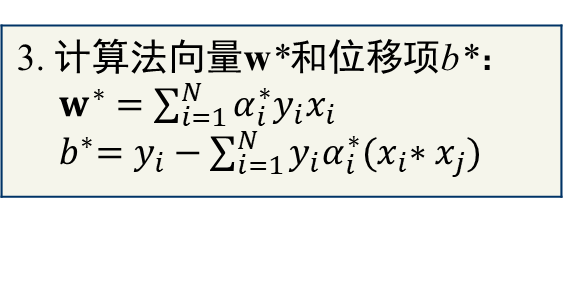 3. 计算法向量w*和位移项b*:
w* = ∑_{i=1}^{N} α_i^* y_i x_i
b*= y_i − ∑_{i=1}^{N} y_i α_i^* (x_i * x_j)